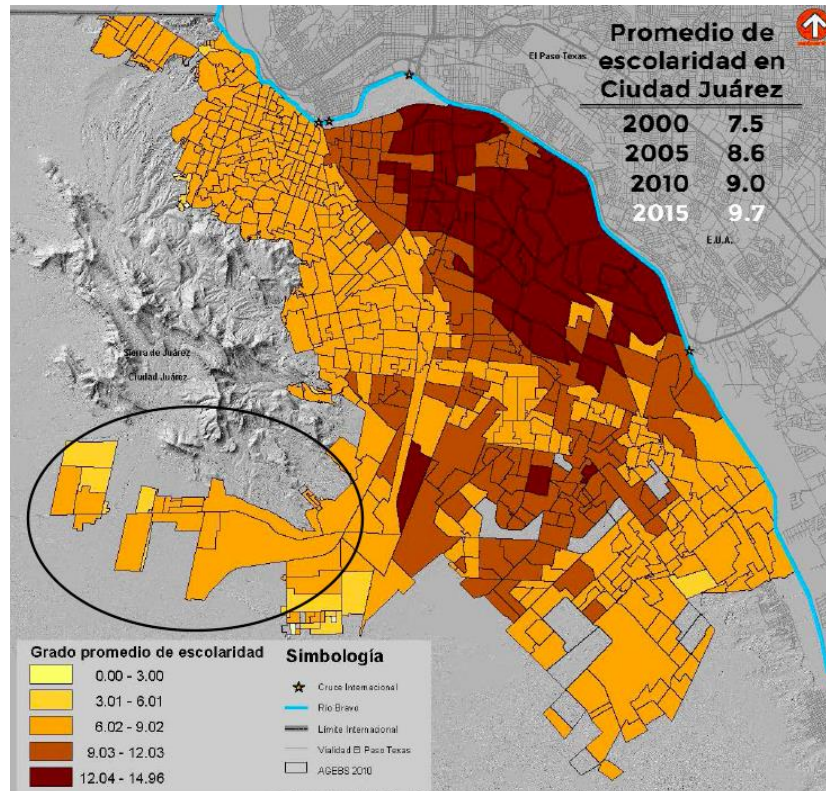 Promedio de
escolaridad en
Ciudad Juárez
2000 7.5
2005 8.6
2010 9.0
2015 9.7
El Paso Texas
E.U.A.
Sierra de Juárez
Ciudad Juárez
Grado promedio de escolaridad
0.00 - 3.00
3.01 - 6.01
6.02 - 9.02
9.03 - 12.03
12.04 - 14.96
Simbología
Cruce Internacional
Río Bravo
Límite Internacional
Vialidad El Paso Texas
AGEBS 2010